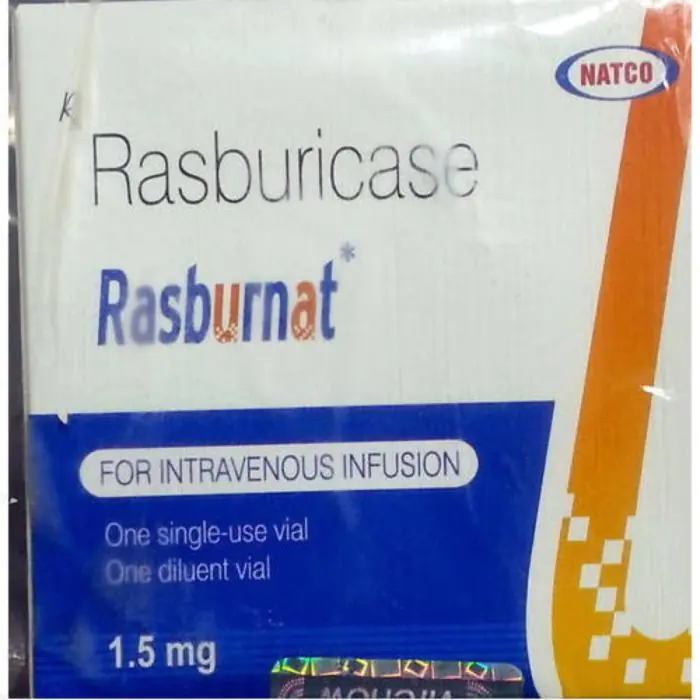 NATCO
Rasburicase
Rasburnat*
FOR INTRAVENOUS INFUSION
One single-use vial
One diluent vial
1.5 mg